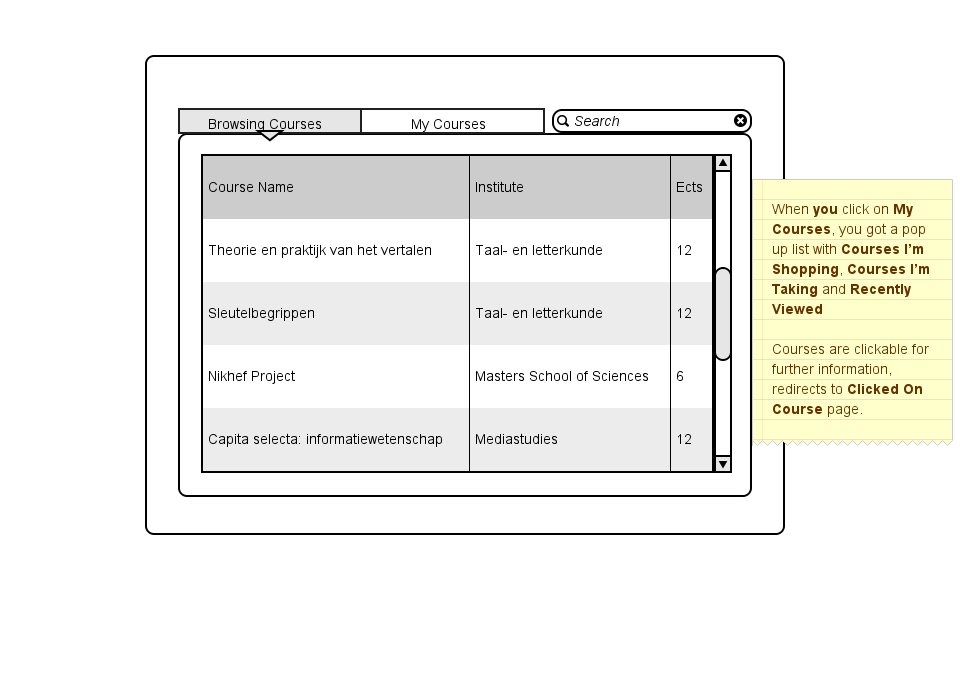 Browsing Courses My Courses Search
Course Name Institute Ects
Theorie en praktijk van het vertalen Taal- en letterkunde 12
Sleutelbegrippen Taal- en letterkunde 12
Nikhef Project Masters School of Sciences 6
Capita selecta: informatiewetenschap Mediastudies 12
When you click on My
Courses, you got a pop
up list with Courses I'm
Shopping, Courses I'm
Taking and Recently
Viewed
Courses are clickable for
further information,
redirects to Clicked On
Course page.